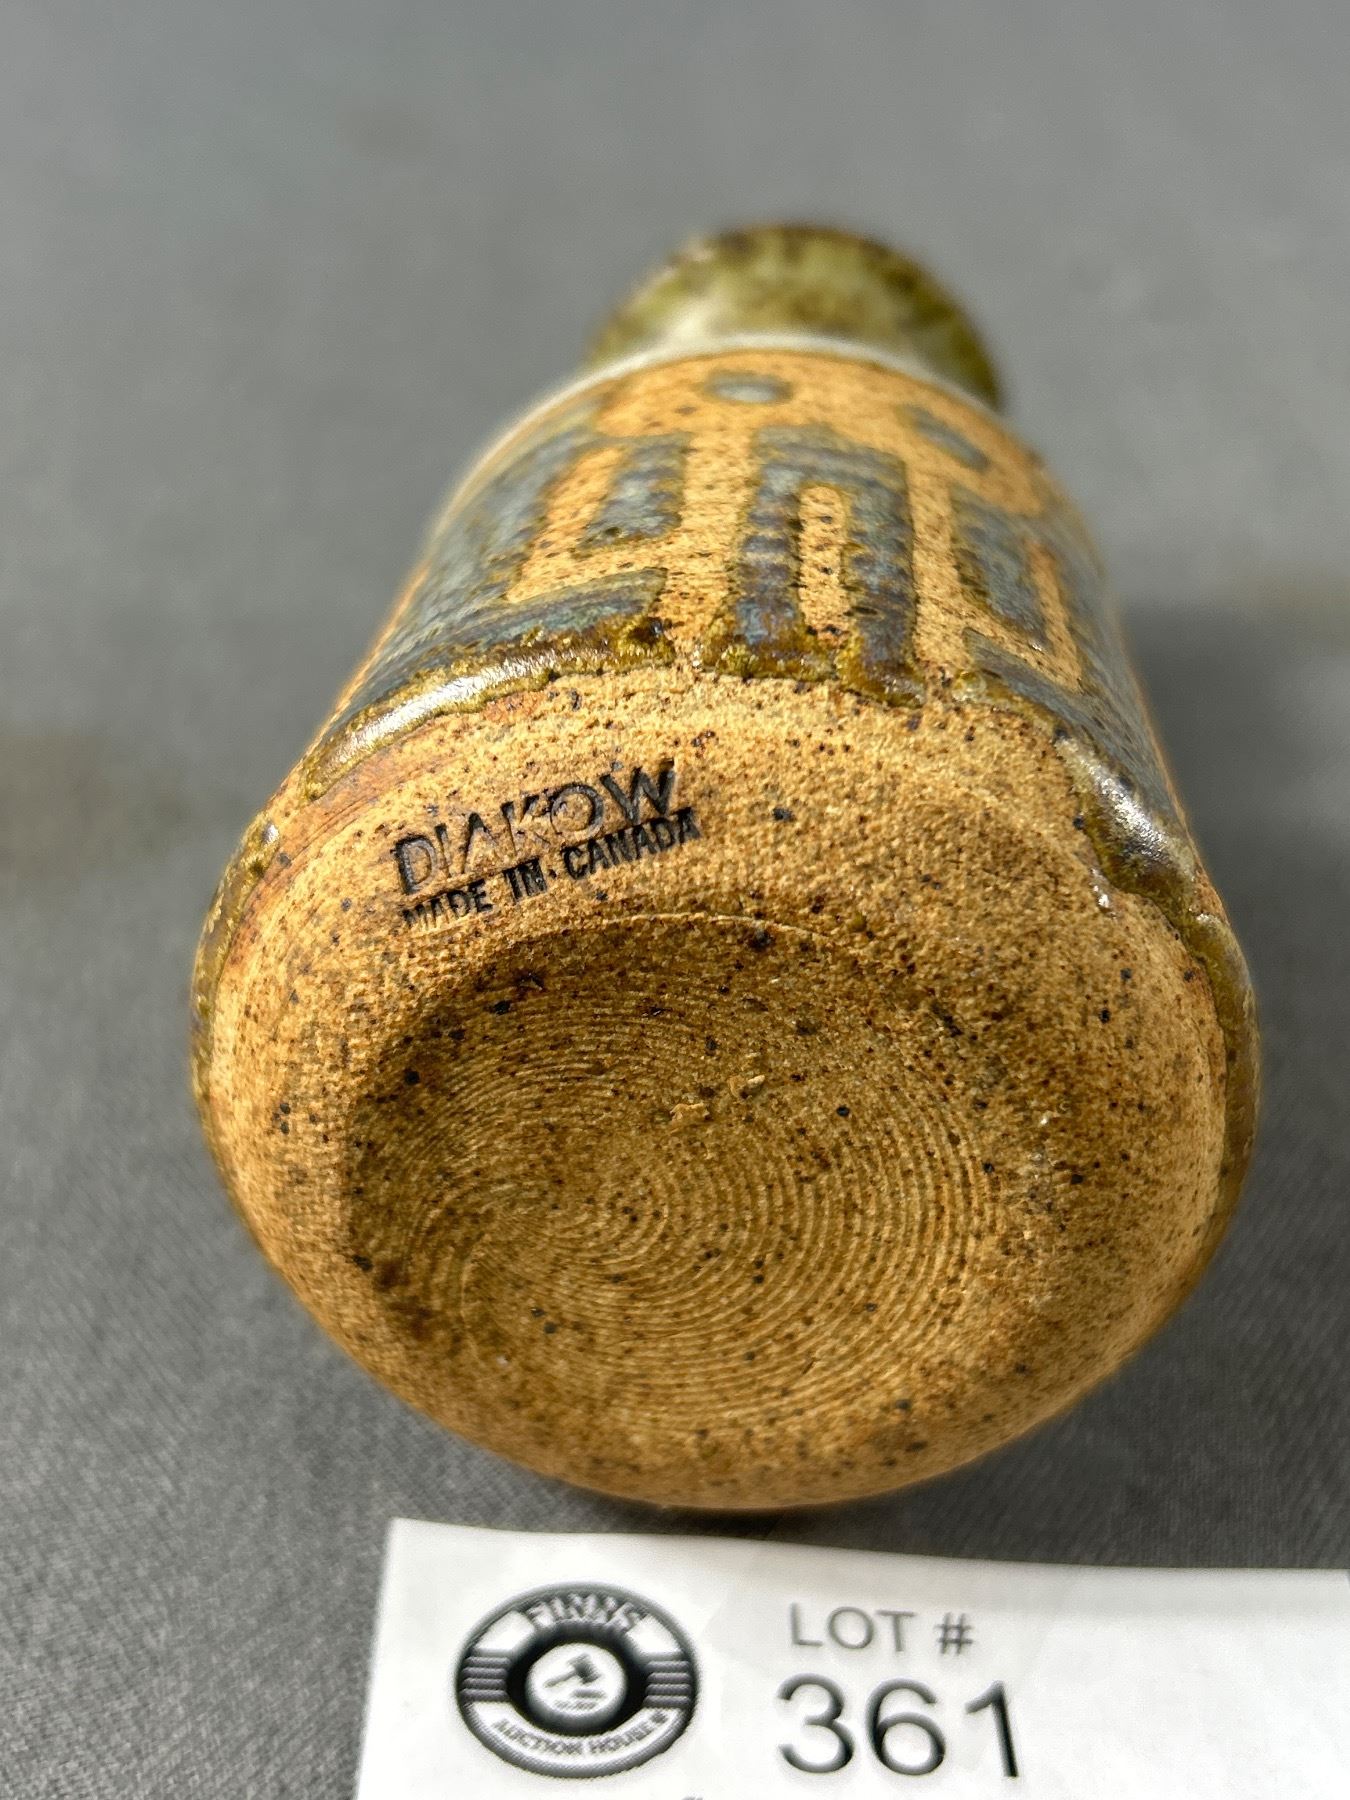 DIAKOW
MADE IN CANADA
AUCTION HOUSE
LOT #
361